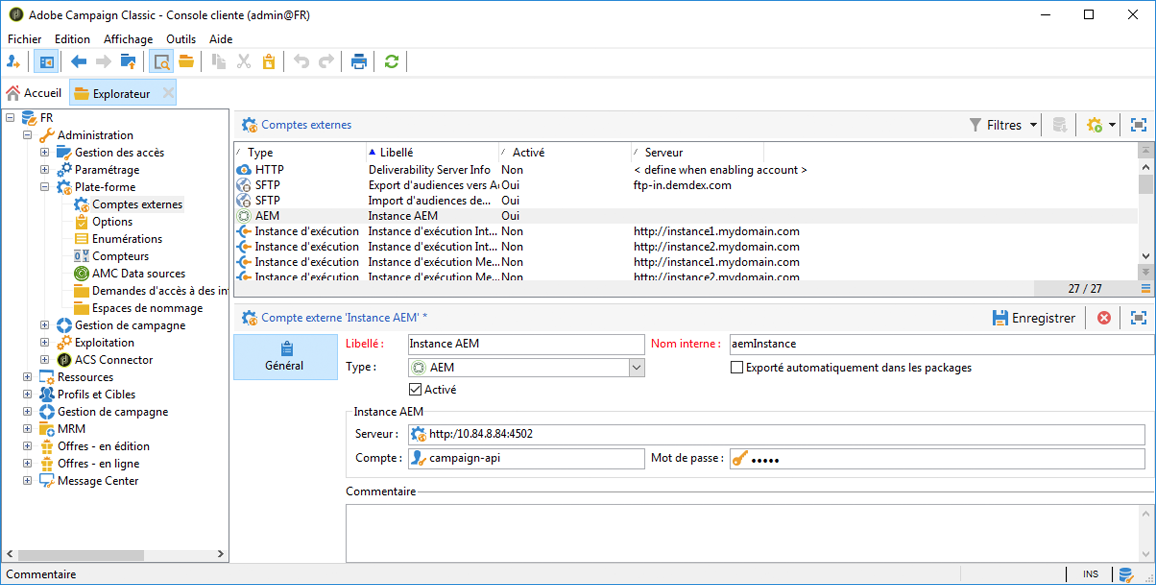 Adobe Campaign Classic - Console cliente (admin@FR)
Fichier Edition Affichage Outils Aide
Accueil Explorateur
FR
Administration
Gestion des accès
Paramétrage
Plate-forme
Comptes externes
Options
Enumérations
Compteurs
AMC Data sources
Demandes d'accès à des in
Espaces de nommage
Gestion de campagne
Exploitation
ACS Connector
Ressources
Profils et Cibles
Gestion de campagne
MRM
Offres - en édition
Offres - en ligne
Message Center
Comptes externes Filtres
Type Libellé Activé Serveur
HTTP Deliverability Server Info Non < define when enabling account >
SFTP Export d'audiences vers Ad Oui ftp-in.demdex.com
SFTP Import d'audiences de... Oui
AEM Instance AEM Oui
Instance d'exécution Instance d'exécution Int... Non http://instance1.mydomain.com
Instance d'exécution Instance d'exécution Int... Non http://instance2.mydomain.com
Instance d'exécution Instance d'exécution Me... Non http://instance1.mydomain.com
Instance d'exécution Instance d'exécution Me... Non http://instance2.mydomain.com
27 / 27
Compte externe 'Instance AEM' * Enregistrer
Général
Libellé : Instance AEM Nom interne : aemInstance
Type : AEM Exporté automatiquement dans les packages
Activé
Instance AEM
Serveur : http:/10.84.8.84:4502
Compte : campaign-api Mot de passe : •••••
Commentaire
Commentaire INS